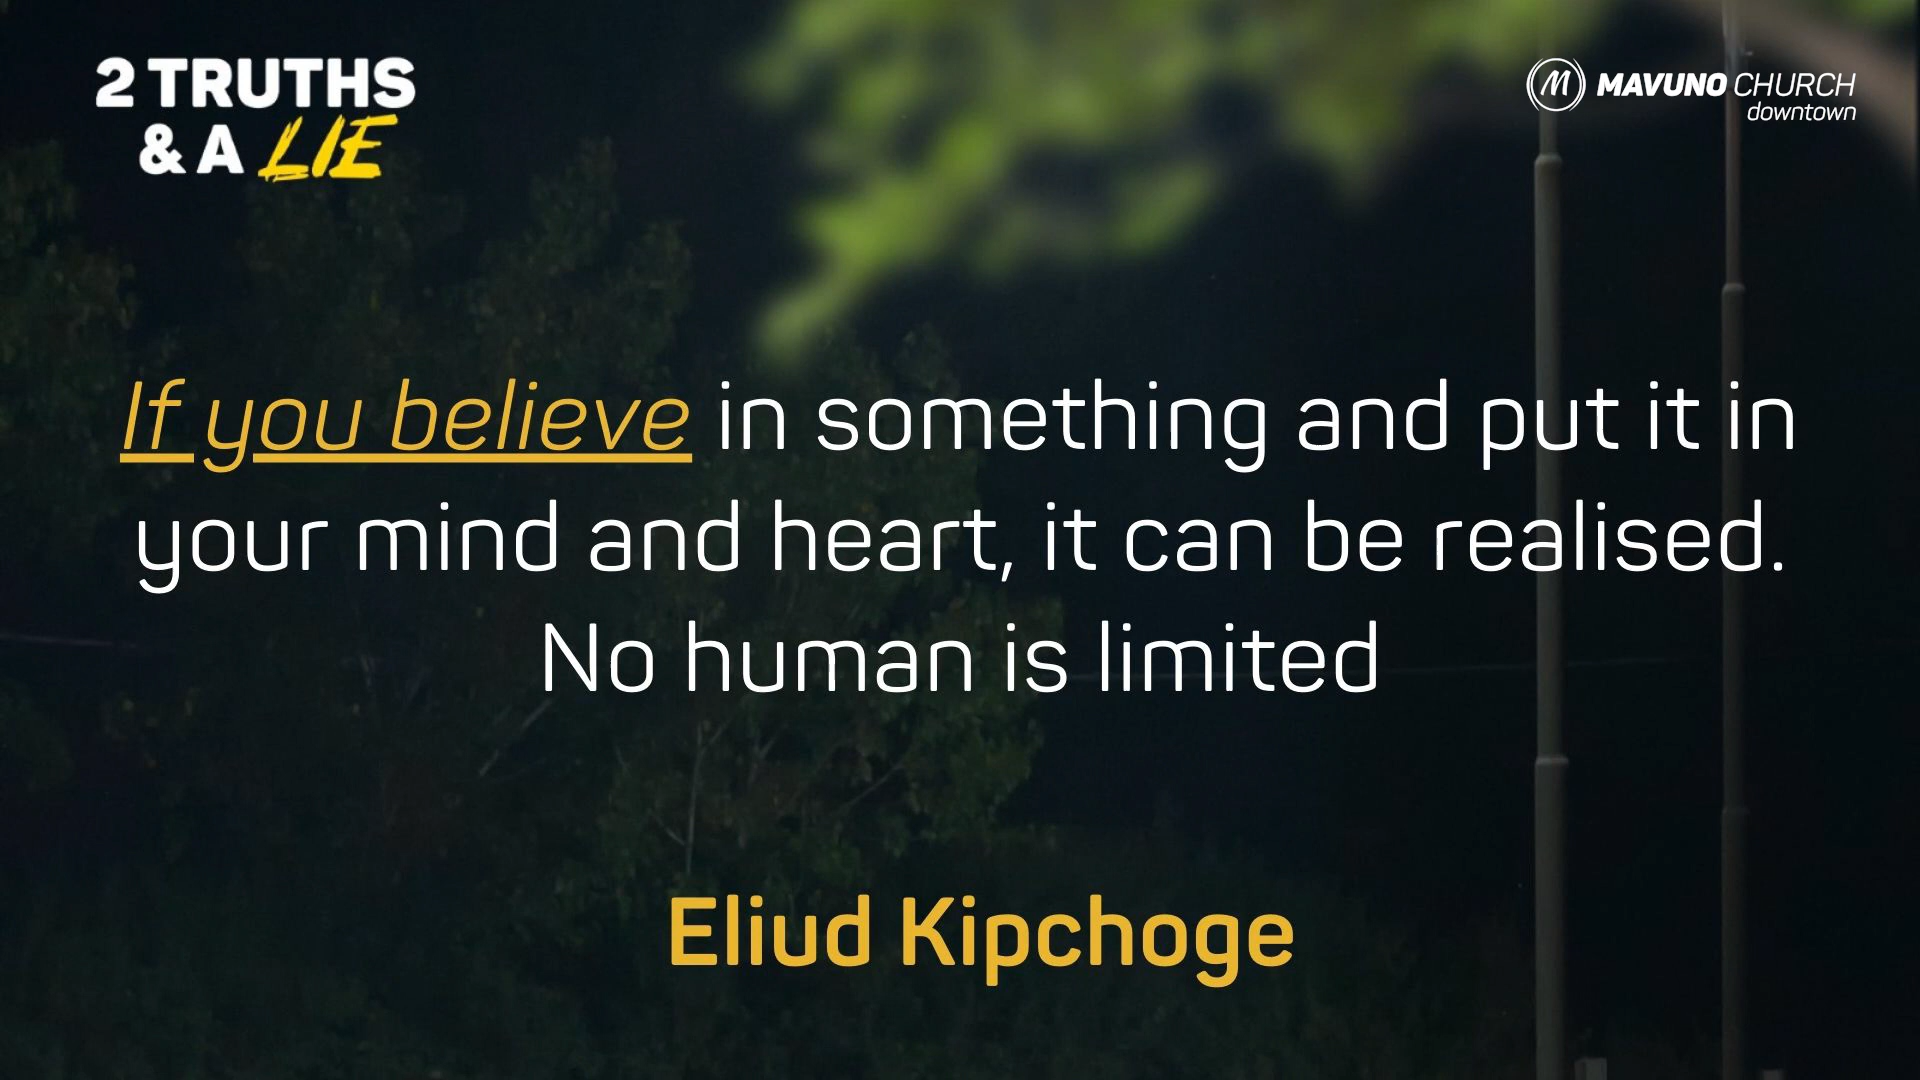 2 TRUTHS
& A LIE
MAVUNO CHURCH
downtown
If you believe in something and put it in
your mind and heart, it can be realised.
No human is limited
Eliud Kipchoge